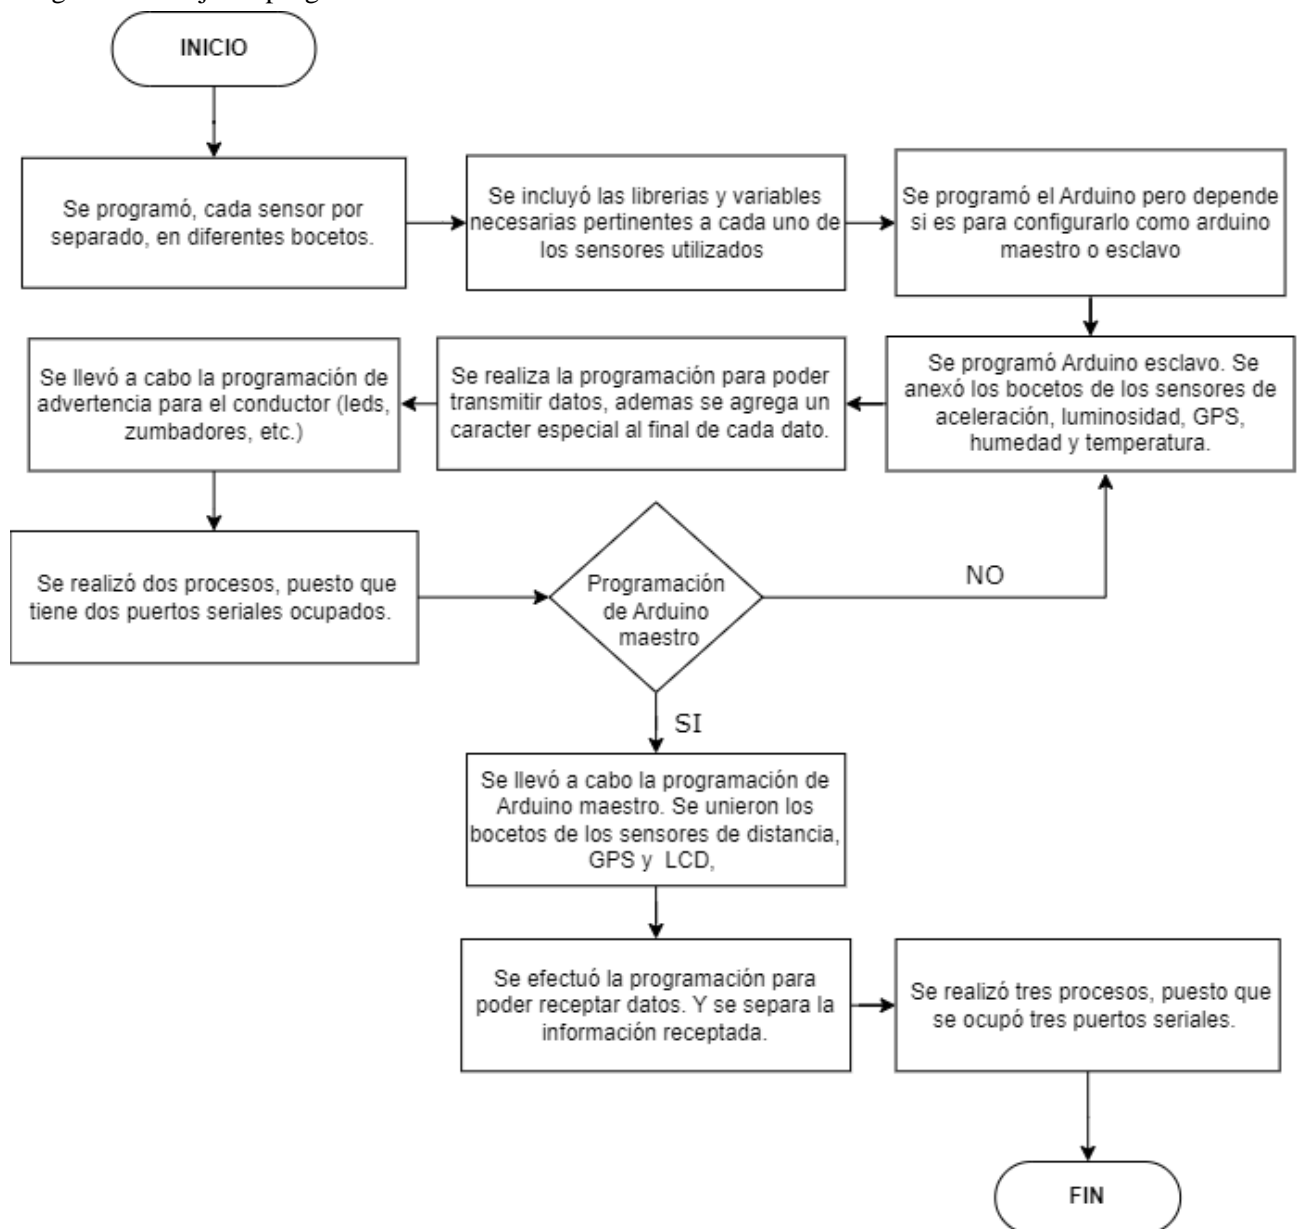 INICIO
Se programó, cada sensor por
separado, en diferentes bocetos.
Se incluyó las librerias y variables
necesarias pertinentes a cada uno de
los sensores utilizados
Se programó el Arduino pero depende
si es para configurarlo como arduino
maestro o esclavo
Se programó Arduino esclavo. Se
anexó los bocetos de los sensores de
aceleración, luminosidad, GPS,
humedad y temperatura.
Se realiza la programación para poder
transmitir datos, ademas se agrega un
caracter especial al final de cada dato.
Se llevó a cabo la programación de
advertencia para el conductor (leds,
zumbadores, etc.)
Se realizó dos procesos, puesto que
tiene dos puertos seriales ocupados.
Programación
de Arduino
maestro
NO
SI
Se llevó a cabo la programación de
Arduino maestro. Se unieron los
bocetos de los sensores de distancia,
GPS y LCD,
Se efectuó la programación para
poder receptar datos. Y se separa la
información receptada.
Se realizó tres procesos, puesto que
se ocupó tres puertos seriales.
FIN